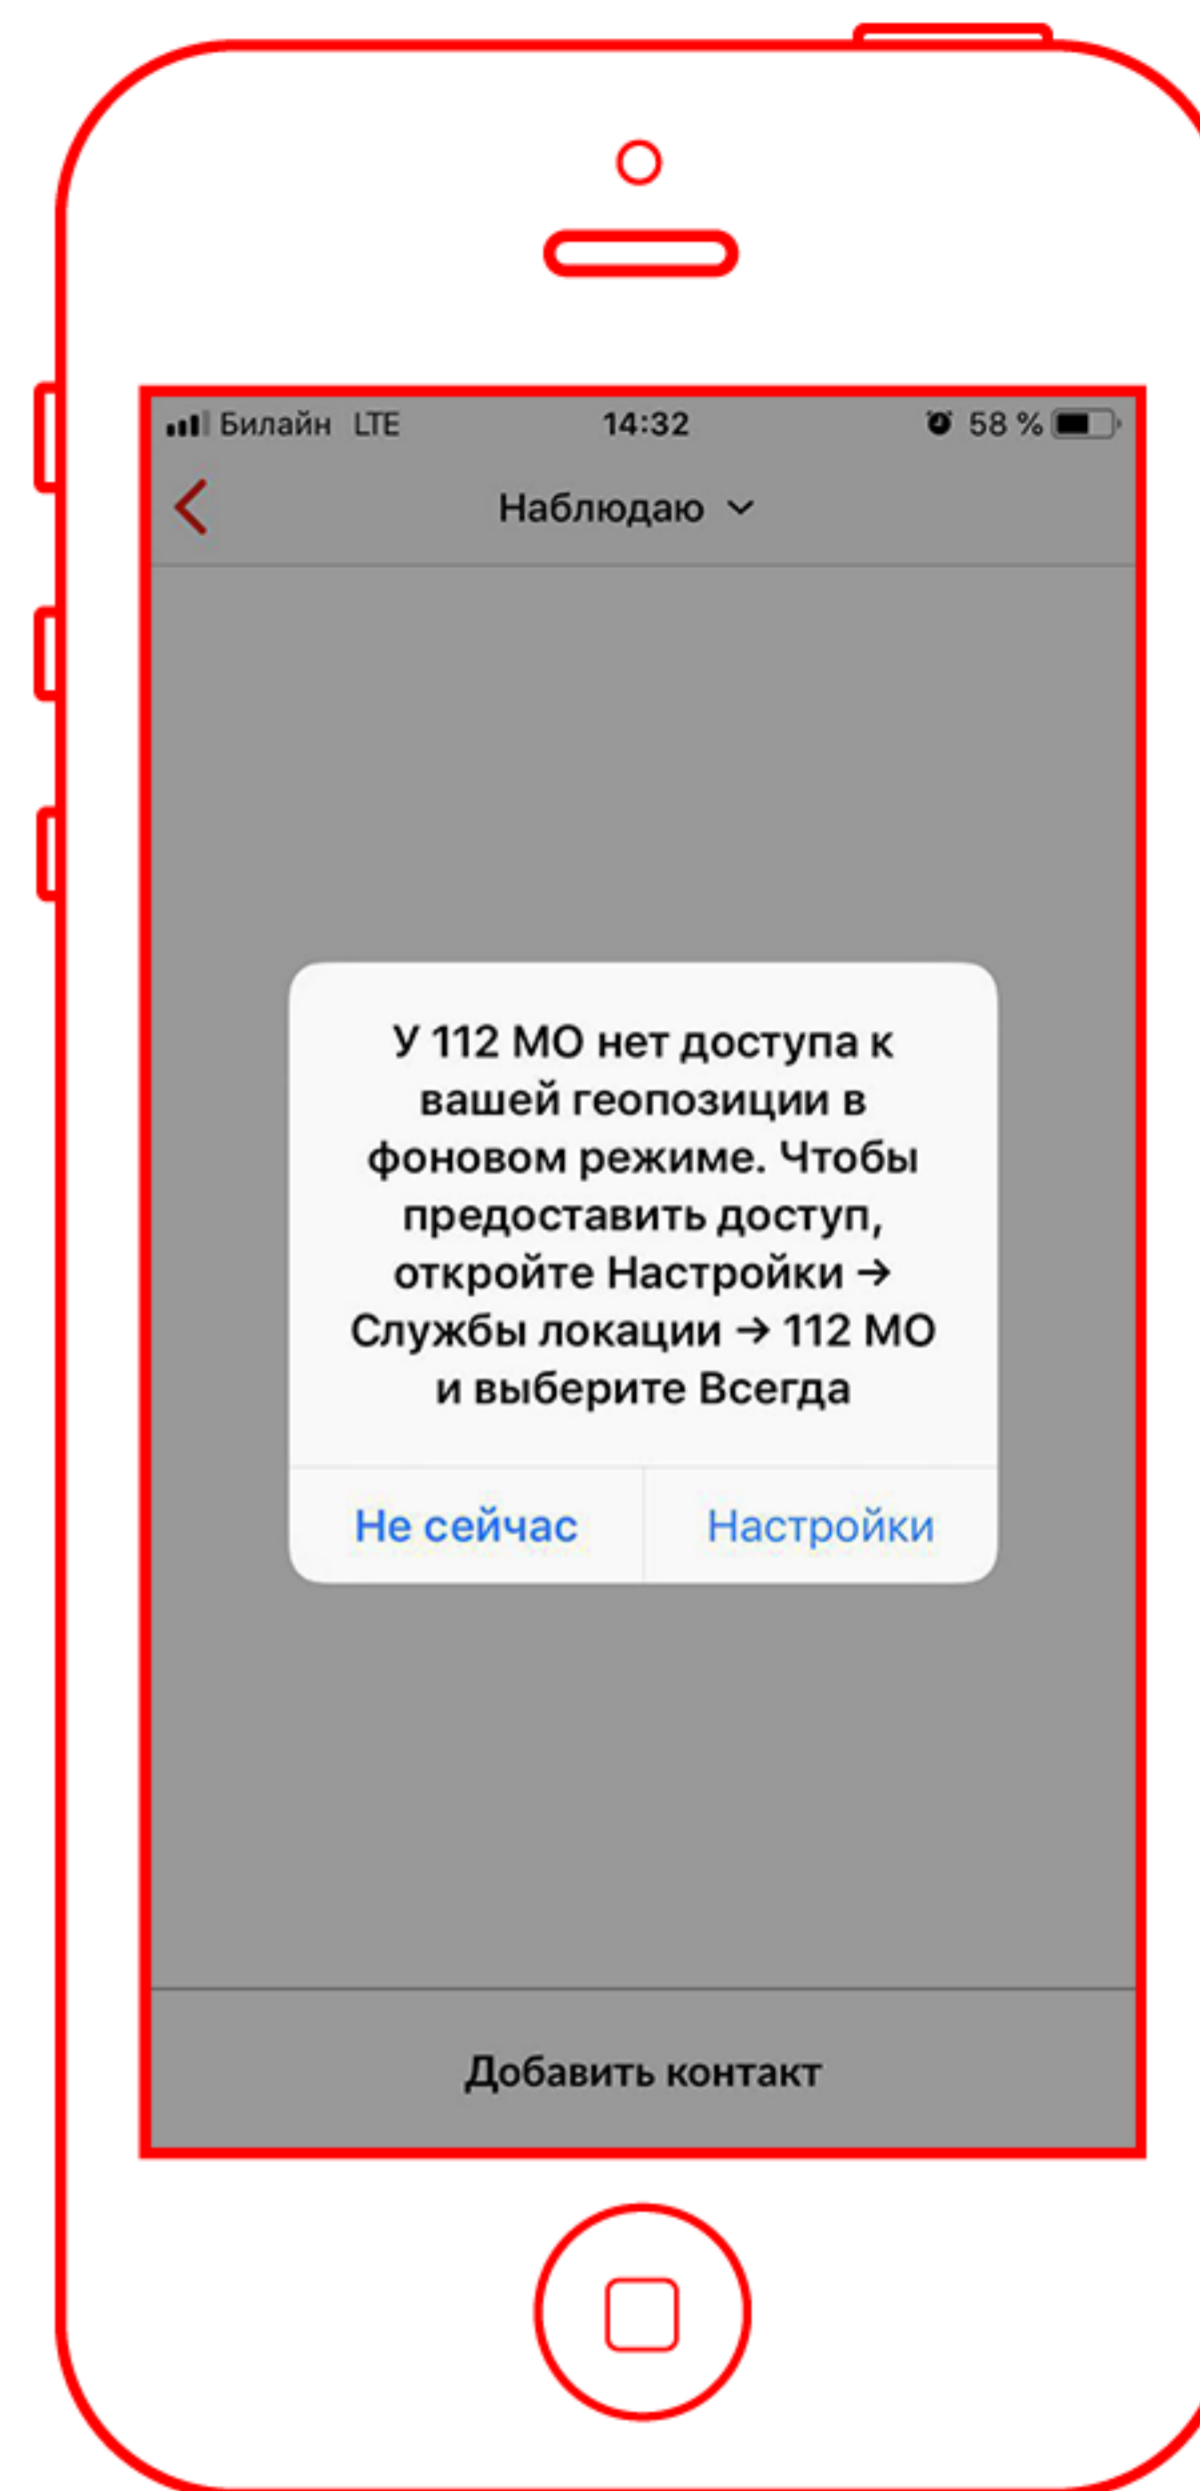 Билайн LTE 14:32 58 %
Наблюдаю
У 112 МО нет доступа к
вашей геопозиции в
фоновом режиме. Чтобы
предоставить доступ,
откройте Настройки →
Службы локации → 112 МО
и выберите Всегда
Не сейчас Настройки
Добавить контакт